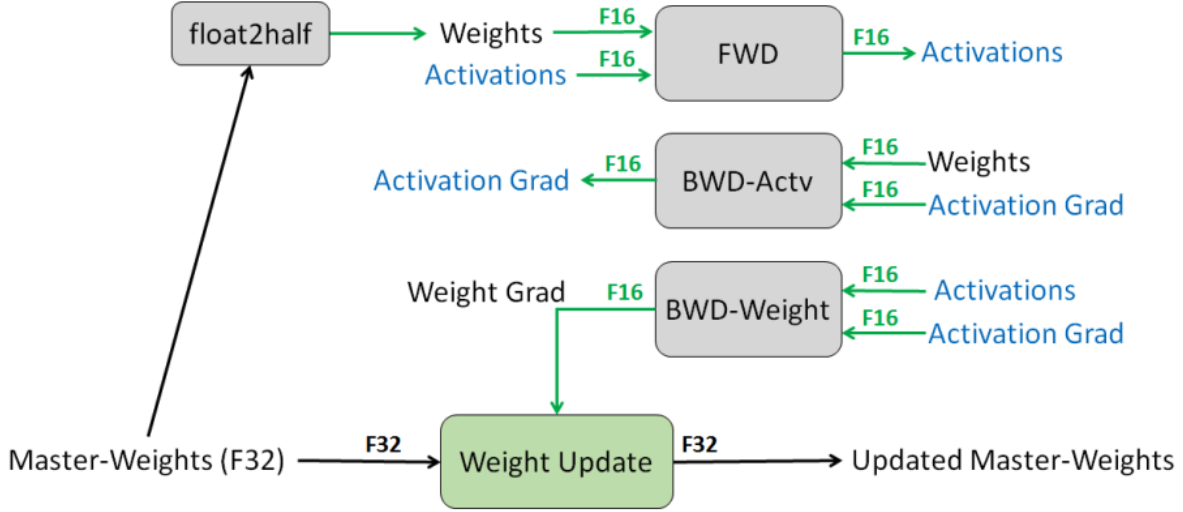 float2half
Weights
F16
F16
Activations
FWD
F16
Activations
Activation Grad
F16
BWD-Actv
F16
Weights
F16
Activation Grad
Weight Grad
F16
BWD-Weight
F16
Activations
F16
Activation Grad
Master-Weights (F32)
F32
Weight Update
F32
Updated Master-Weights